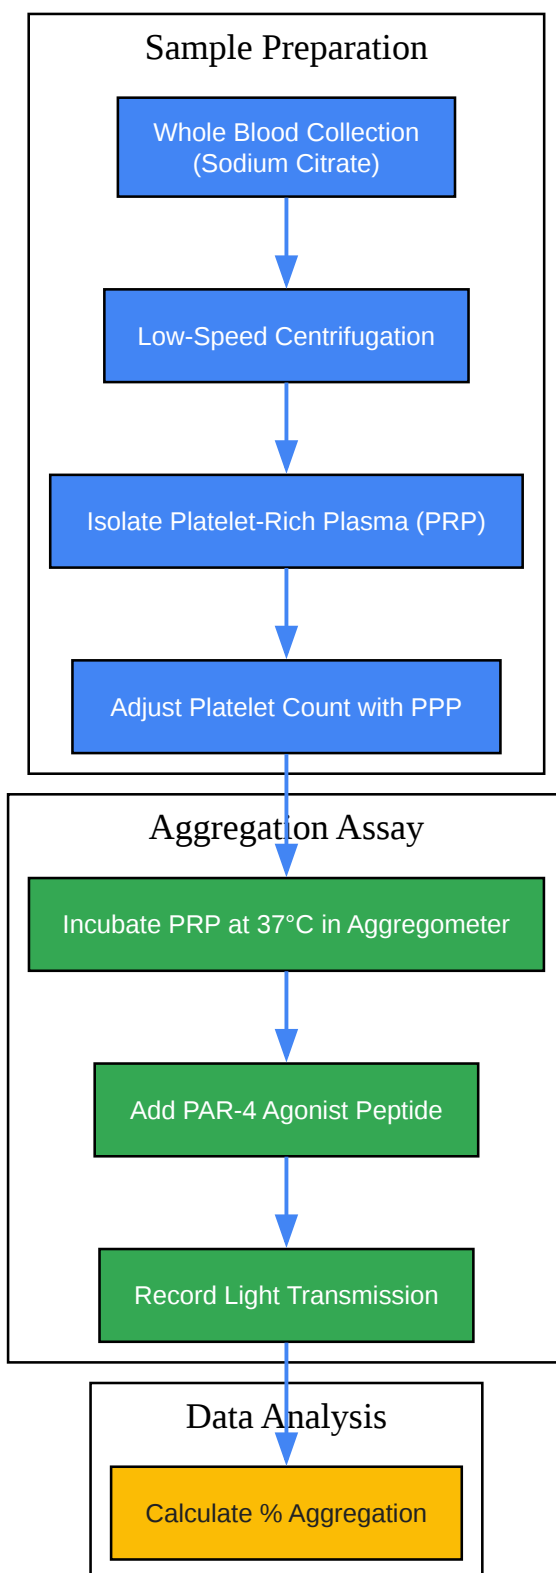 Sample Preparation
Whole Blood Collection
(Sodium Citrate)
Low-Speed Centrifugation
Isolate Platelet-Rich Plasma (PRP)
Adjust Platelet Count with PPP
Aggregation Assay
Incubate PRP at 37°C in Aggregometer
Add PAR-4 Agonist Peptide
Record Light Transmission
Data Analysis
Calculate % Aggregation